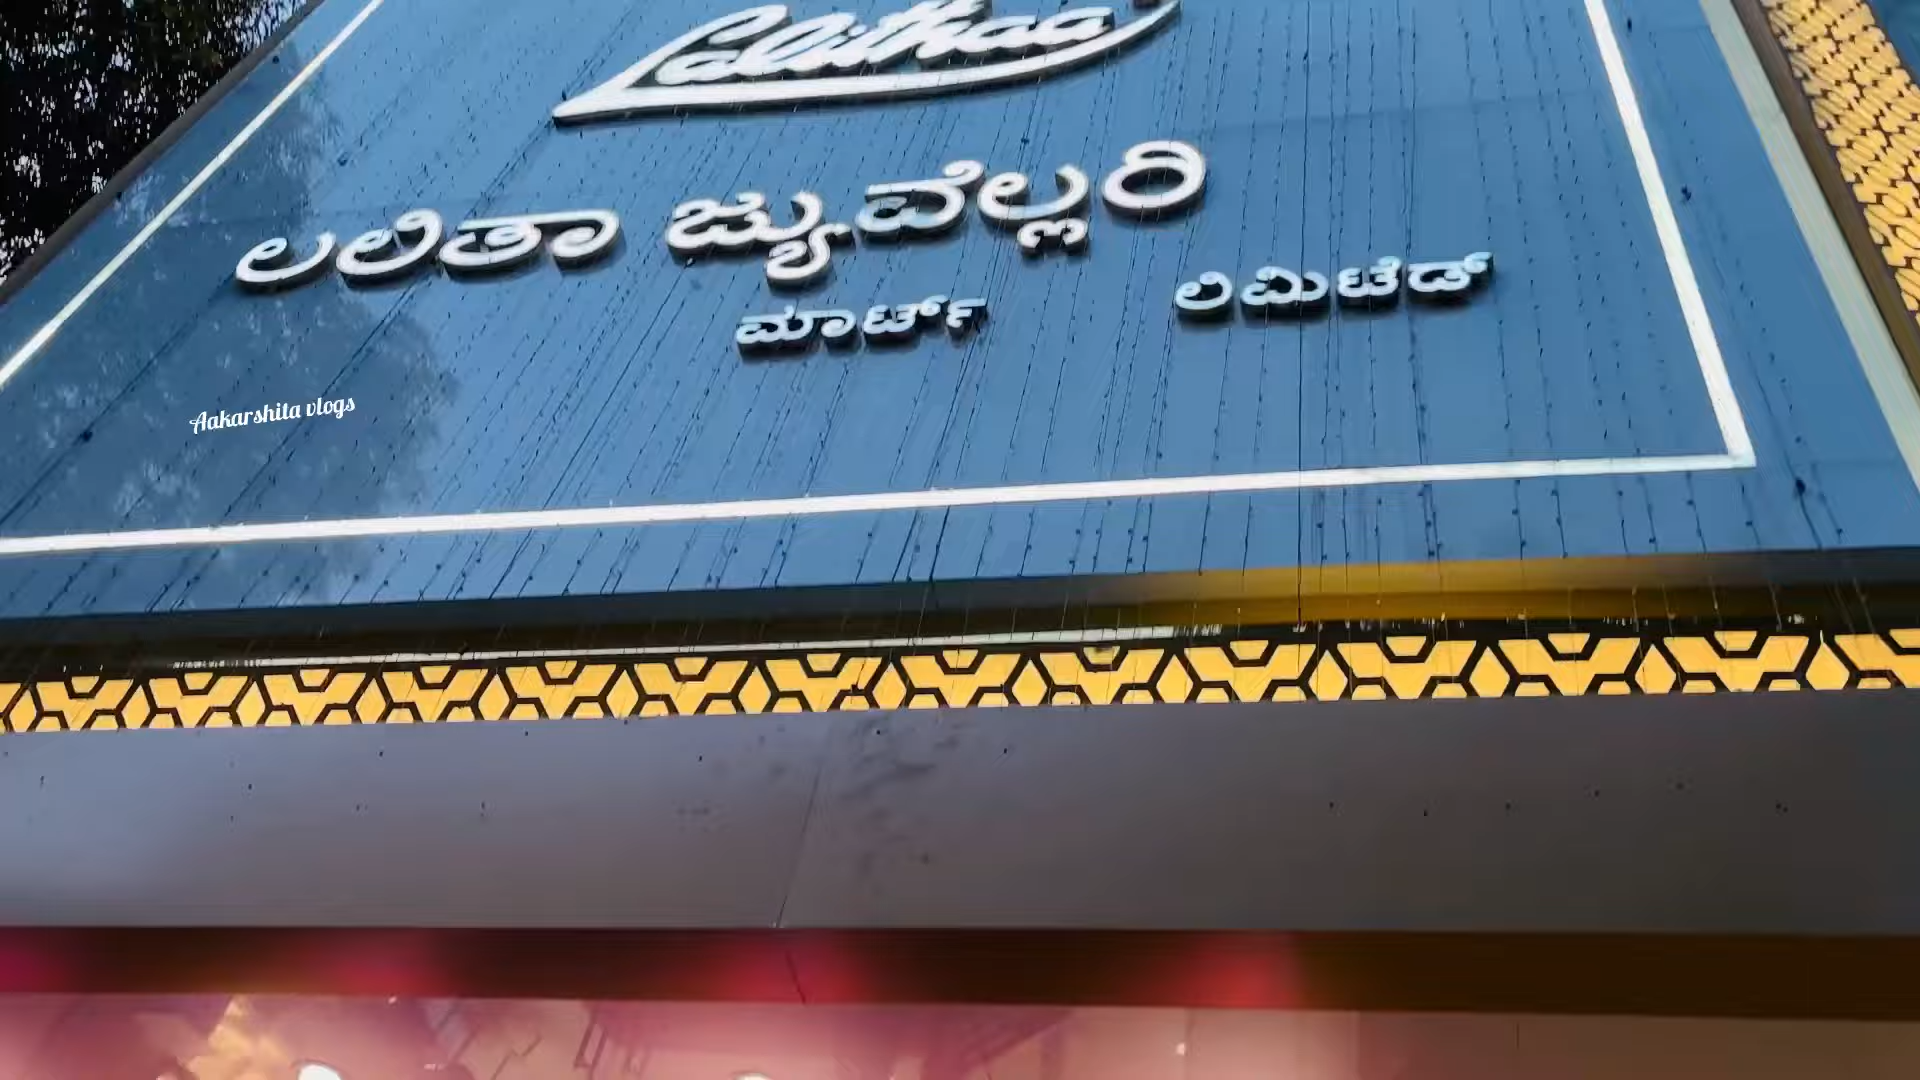 Lalithaa
ಲಲಿತಾ ಜ್ಯುವೆಲ್ಲರಿ
ಮಾರ್ಟ್ ಲಿಮಿಟೆಡ್
Aakarshita vlogs